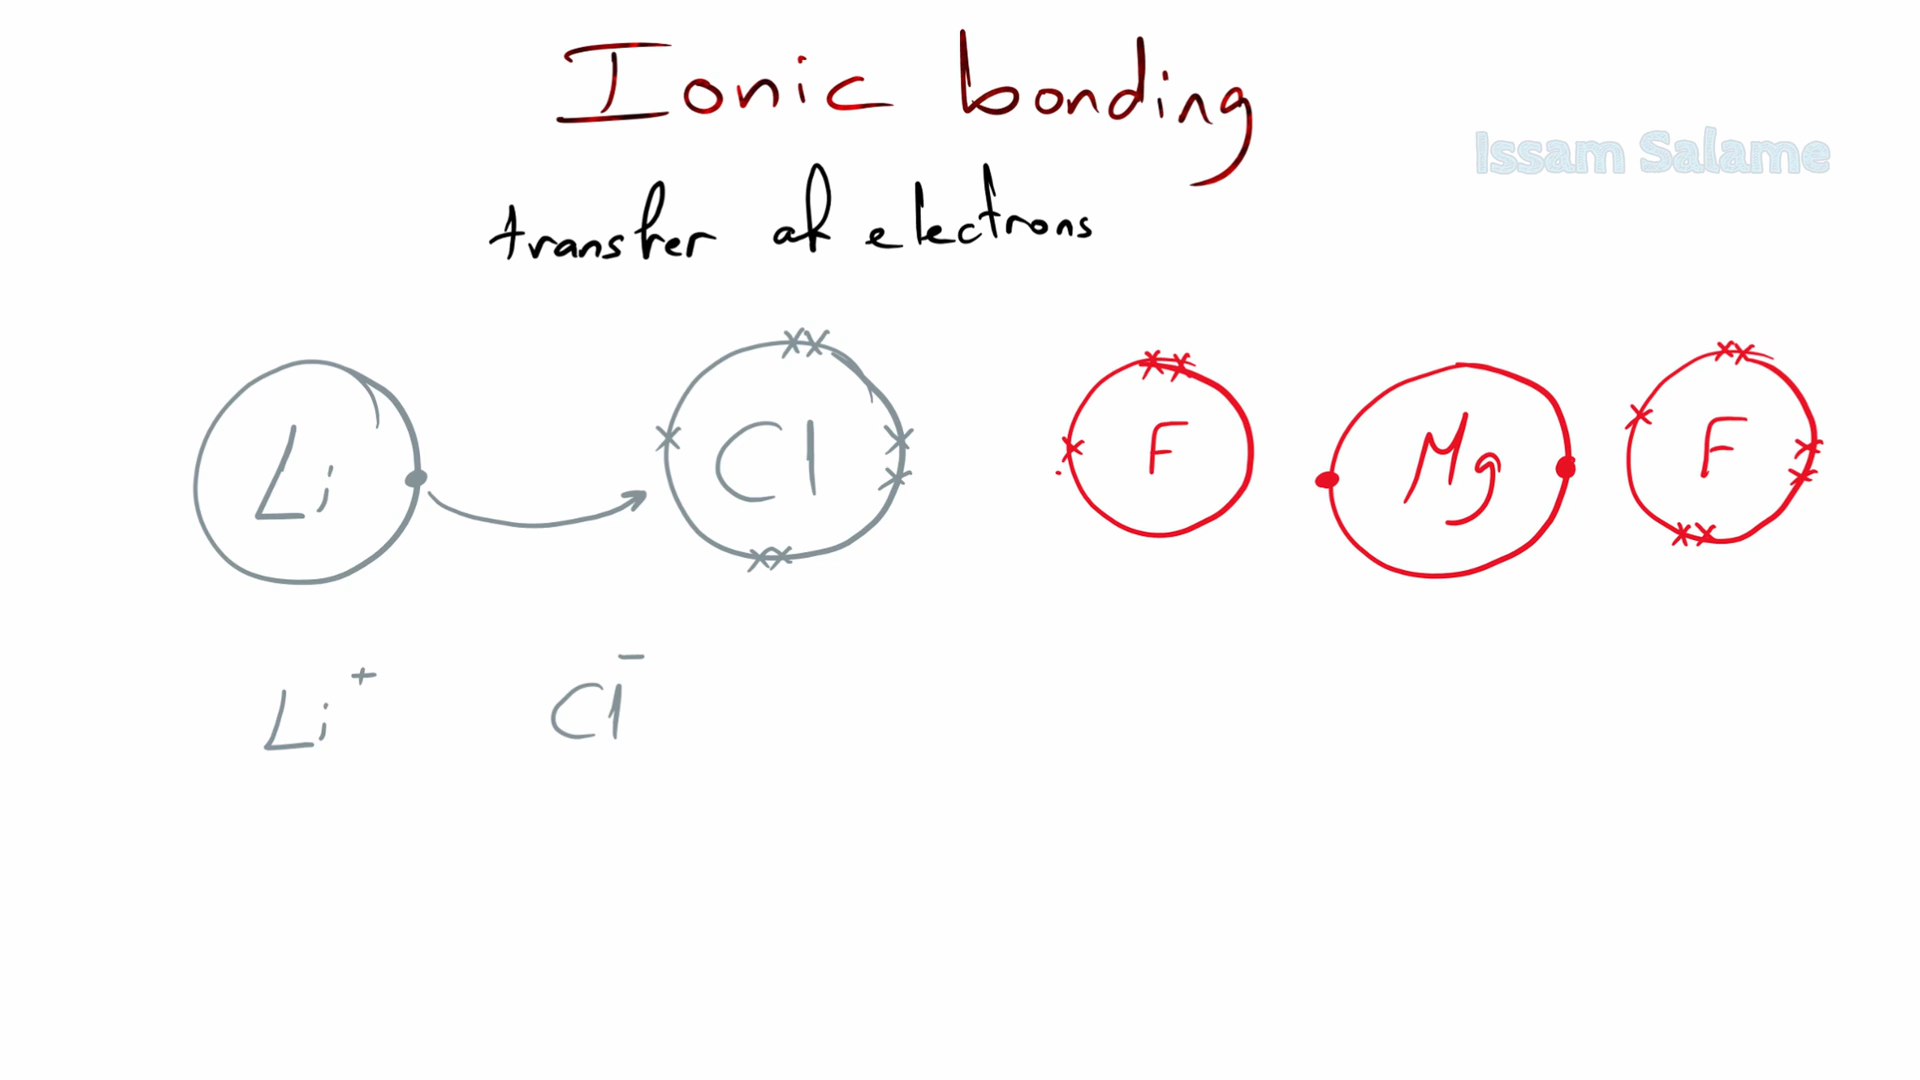 Ionic bonding
Issam Salame
transfer of electrons
Li Cl F Mg F
Li⁺ Cl⁻